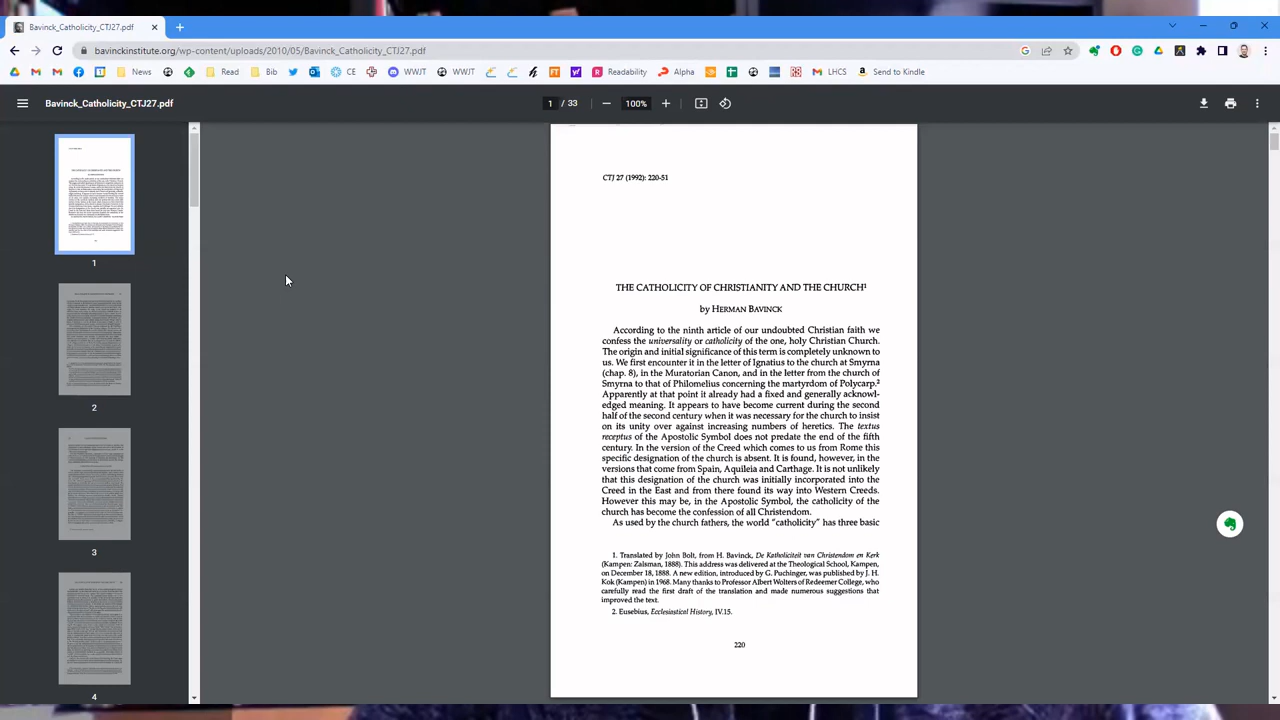 Bavinck_Catholicity_CTJ27.pdf
bavinckinstitute.org/wp-content/uploads/2010/05/Bavinck_Catholicity_CTJ27.pdf
News Read Bib CE WWJT WWJT Readability Alpha LHCS Send to Kindle
Bavinck_Catholicity_CTJ27.pdf 1 / 33 100%
CTJ 27 (1992): 220-51
THE CATHOLICITY OF CHRISTIANITY AND THE CHURCH¹
by HERMAN BAVINCK
According to the ninth article of our undoubted Christian faith we
confess the universality or catholicity of the one, holy Christian Church.
The origin and initial significance of this term is completely unknown to
us. We first encounter it in the letter of Ignatius to the church at Smyrna
(chap. 8), in the Muratorian Canon, and in the letter from the church of
Smyrna to that of Philomelius concerning the martyrdom of Polycarp.²
Apparently at that point it already had a fixed and generally acknowl-
edged meaning. It appears to have become current during the second
half of the second century when it was necessary for the church to insist
on its unity over against increasing numbers of heretics. The textus
receptus of the Apostolic Symbol does not predate the end of the fifth
century. In the version of the Creed which comes to us from Rome this
specific designation of the church is absent. It is found, however, in the
versions that come from Spain, Aquileia and Carthage. It is not unlikely
that this designation of the church was initially incorporated into the
Creed in the East and from there found its way into Western Creeds.
However this may be, in the Apostolic Symbol, the catholicity of the
church has become the confession of all Christendom.
As used by the church fathers, the world "catholicity" has three basic
1. Translated by John Bolt, from H. Bavinck, De Katholiciteit van Christendom en Kerk
(Kampen: Zalsman, 1888). This address was delivered at the Theological School, Kampen,
on December 18, 1888. A new edition, introduced by G. Puchinger, was published by J. H.
Kok (Kampen) in 1968. Many thanks to Professor Albert Wolters of Redeemer College, who
carefully read the first draft of the translation and made numerous suggestions that
improved the text.
2. Eusebius, Ecclesiastical History, IV.15.
220
1
2
3
4